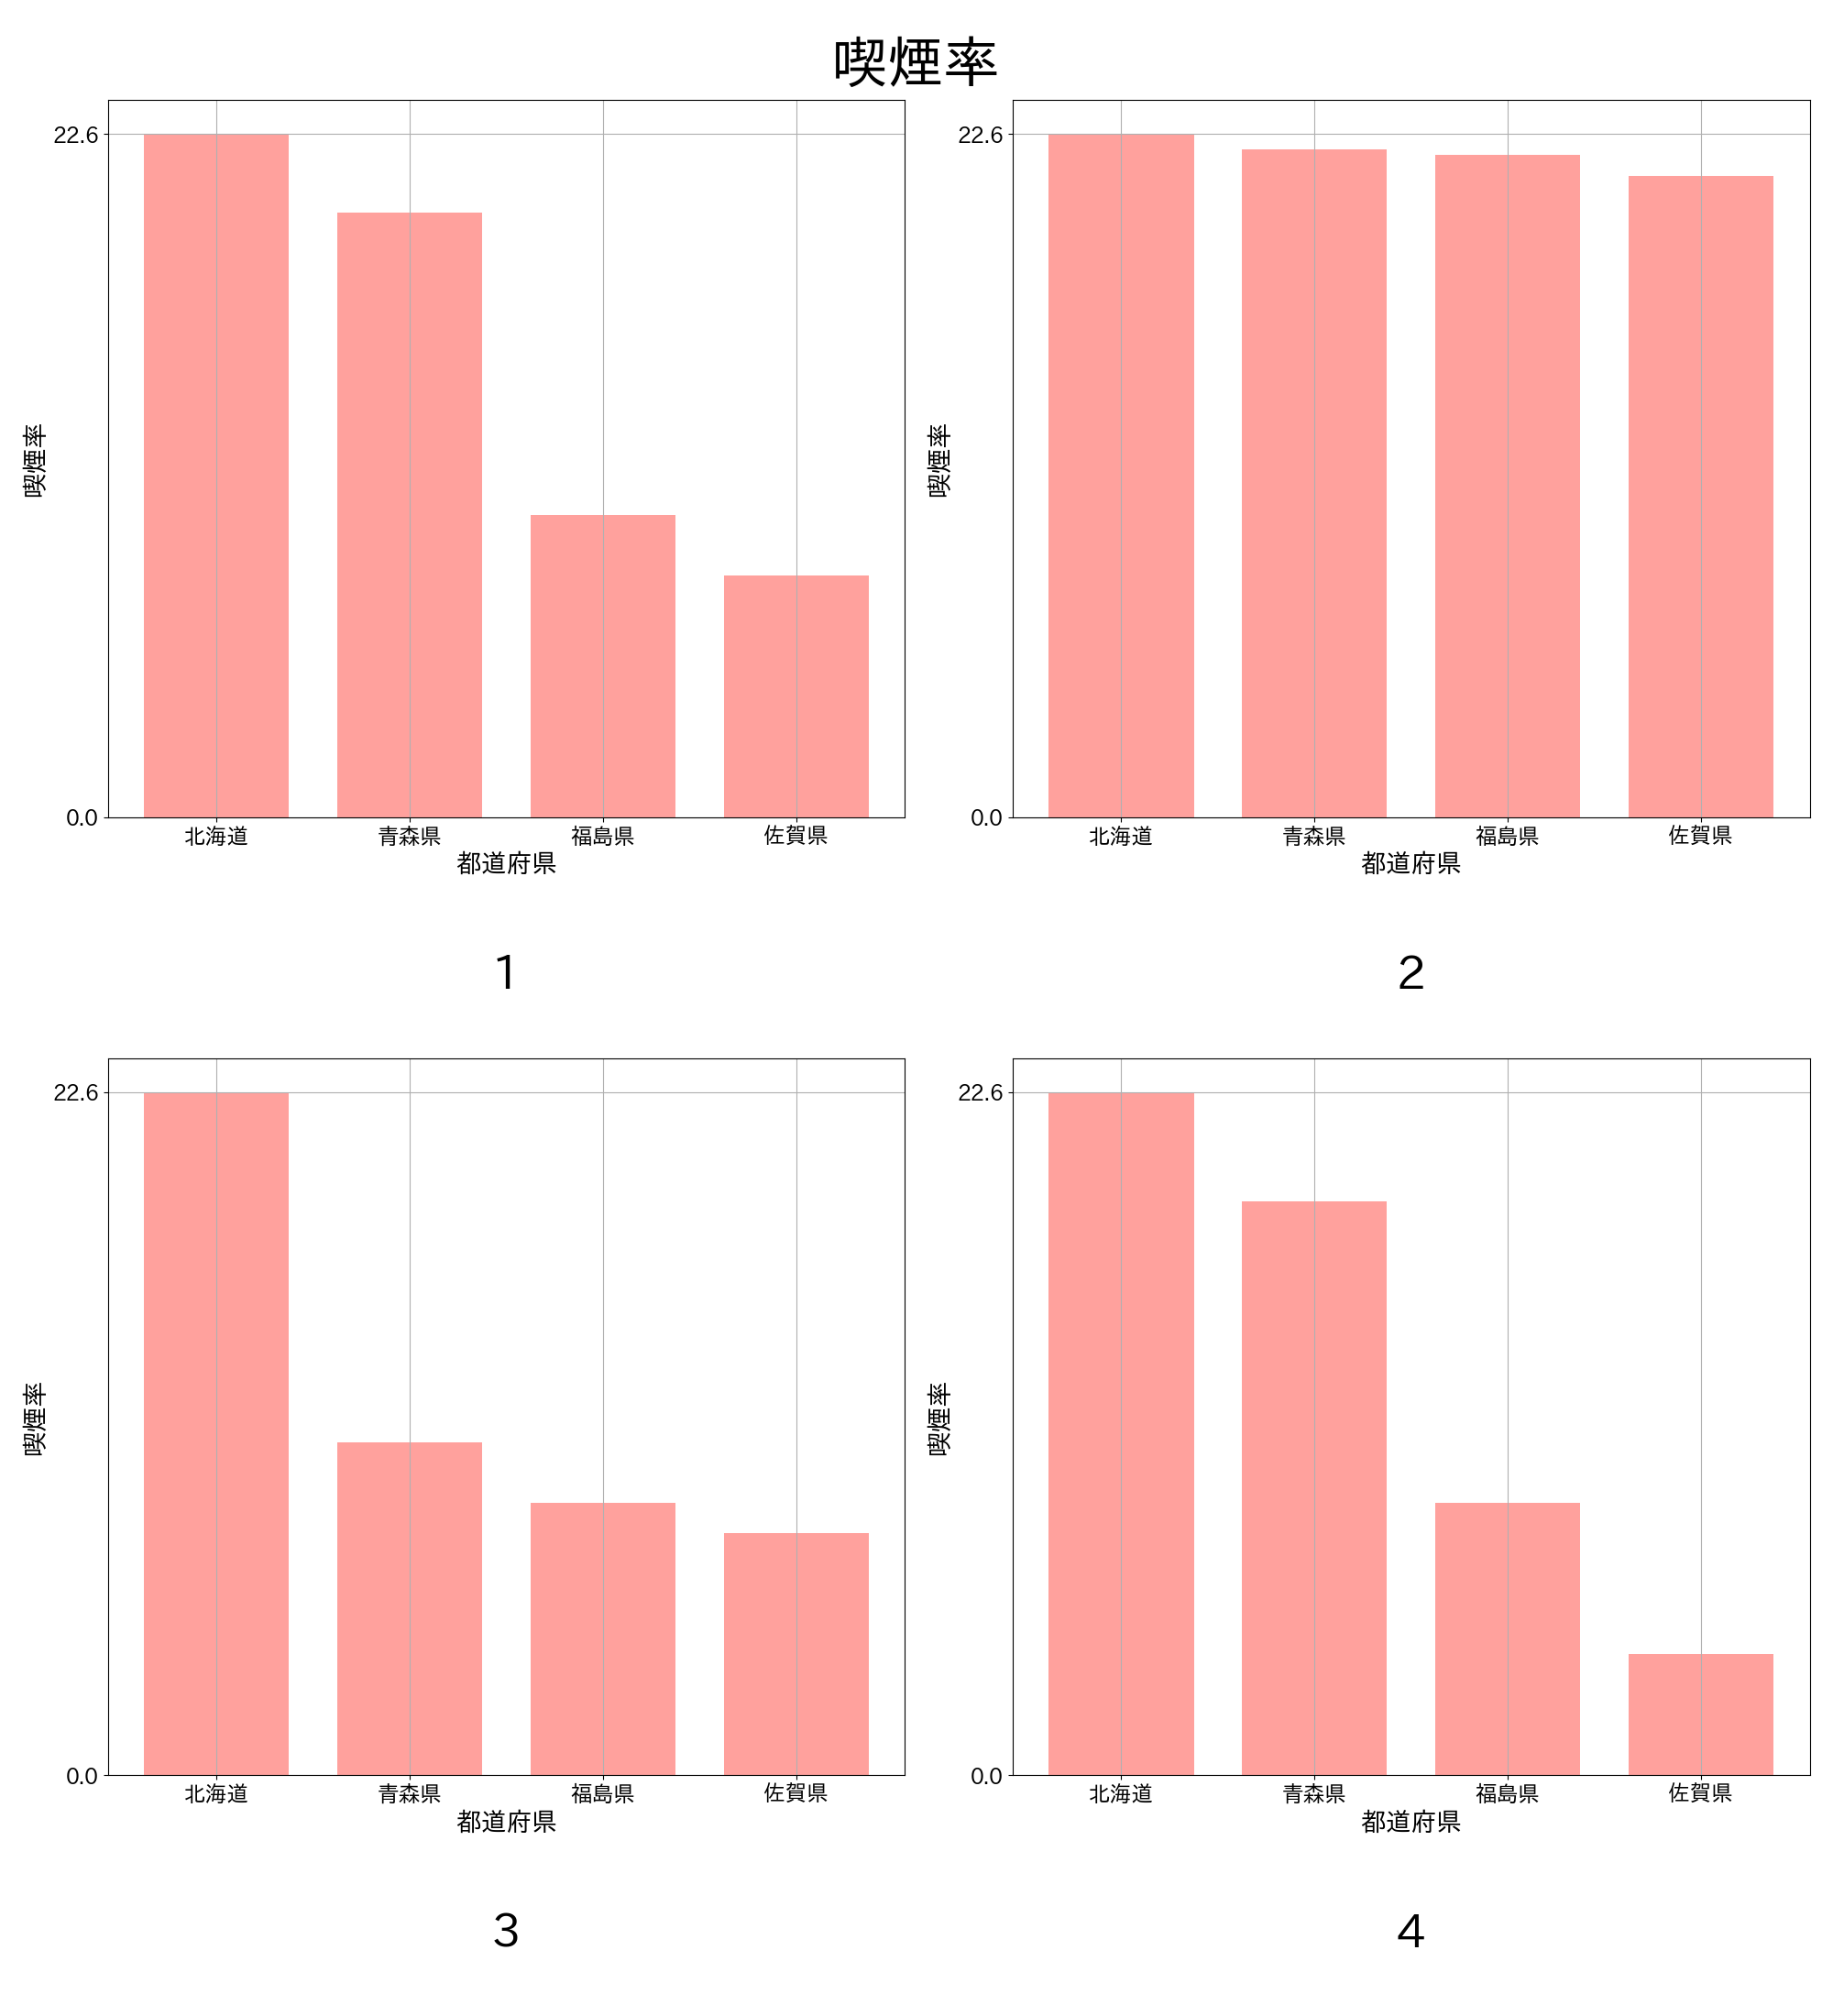 喫煙率
22.6
0.0
喫煙率
北海道 青森県 福島県 佐賀県
都道府県
1
22.6
0.0
喫煙率
北海道 青森県 福島県 佐賀県
都道府県
2
22.6
0.0
喫煙率
北海道 青森県 福島県 佐賀県
都道府県
3
22.6
0.0
喫煙率
北海道 青森県 福島県 佐賀県
都道府県
4